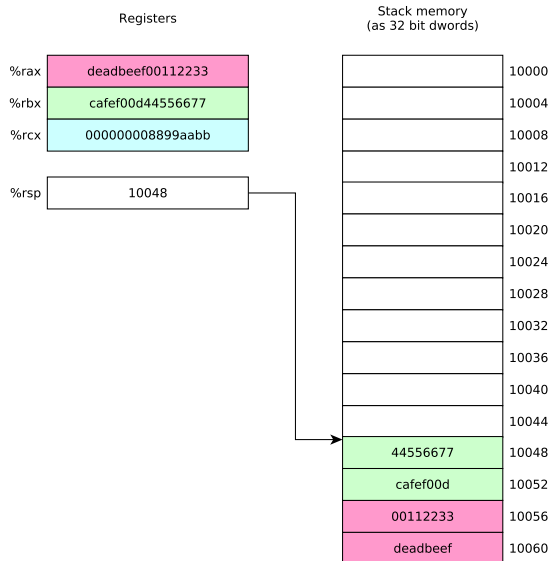 Registers
Stack memory
(as 32 bit dwords)
%rax deadbeef00112233
%rbx cafef00d44556677
%rcx 000000008899aabb
%rsp 10048
10000
10004
10008
10012
10016
10020
10024
10028
10032
10036
10040
10044
44556677 10048
cafef00d 10052
00112233 10056
deadbeef 10060